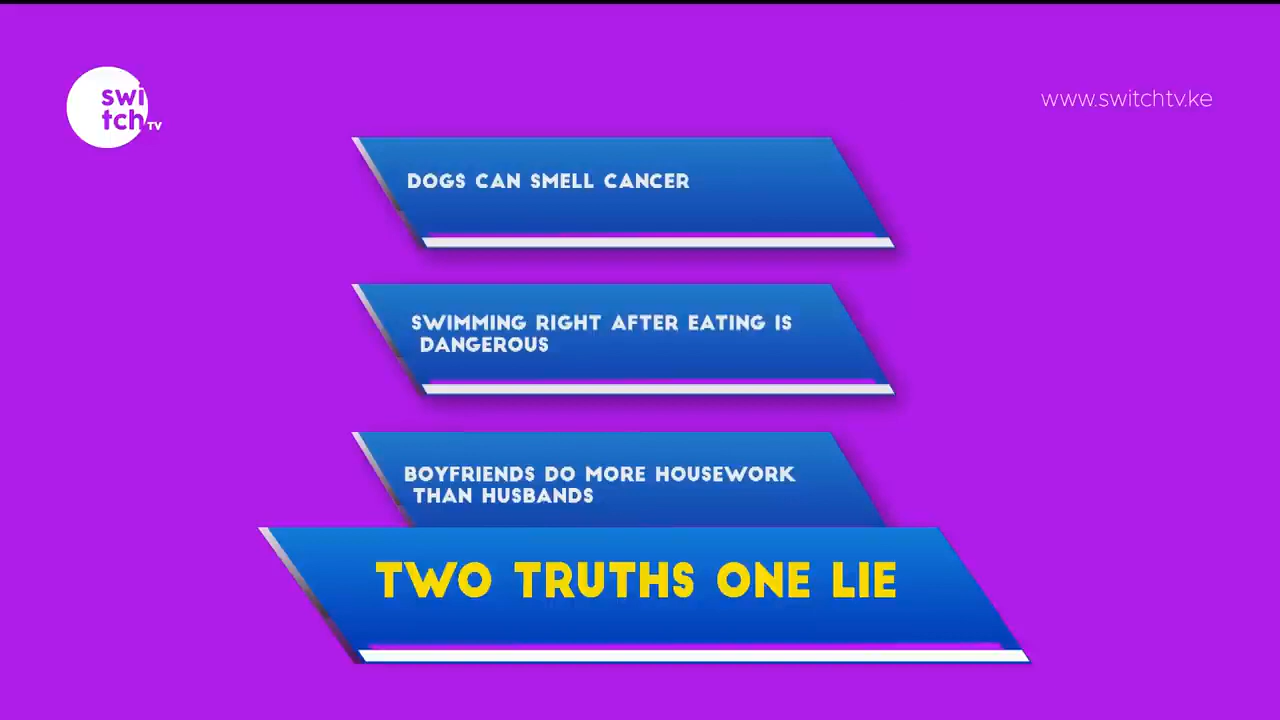 swi
tch TV
www.switchtv.ke
DOGS CAN SMELL CANCER
SWIMMING RIGHT AFTER EATING IS
DANGEROUS
BOYFRIENDS DO MORE HOUSEWORK
THAN HUSBANDS
TWO TRUTHS ONE LIE